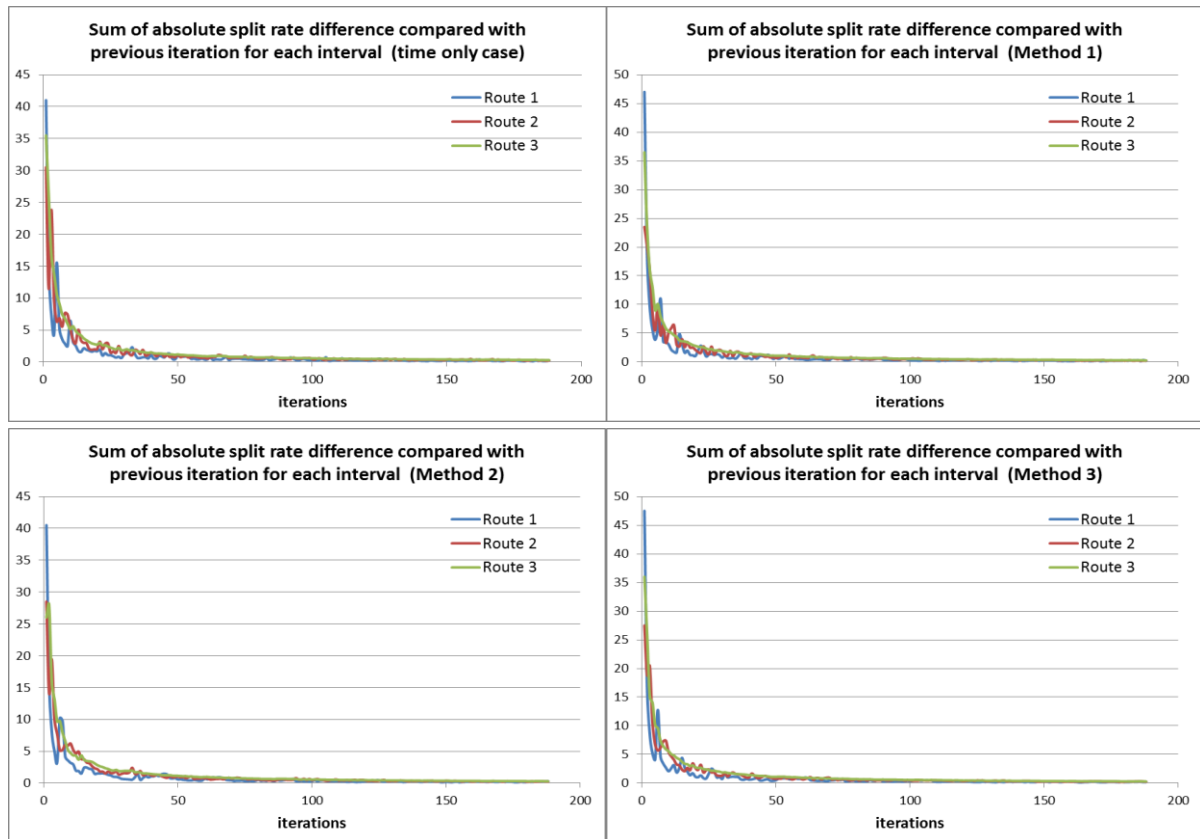 Sum of absolute split rate difference compared with
previous iteration for each interval (time only case)
45
40
35
30
25
20
15
10
5
0
Route 1
Route 2
Route 3
0 50 100 150 200
iterations
Sum of absolute split rate difference compared with
previous iteration for each interval (Method 1)
50
45
40
35
30
25
20
15
10
5
0
Route 1
Route 2
Route 3
0 50 100 150 200
iterations
Sum of absolute split rate difference compared with
previous iteration for each interval (Method 2)
45
40
35
30
25
20
15
10
5
0
Route 1
Route 2
Route 3
0 50 100 150 200
iterations
Sum of absolute split rate difference compared with
previous iteration for each interval (Method 3)
50
45
40
35
30
25
20
15
10
5
0
Route 1
Route 2
Route 3
0 50 100 150 200
iterations